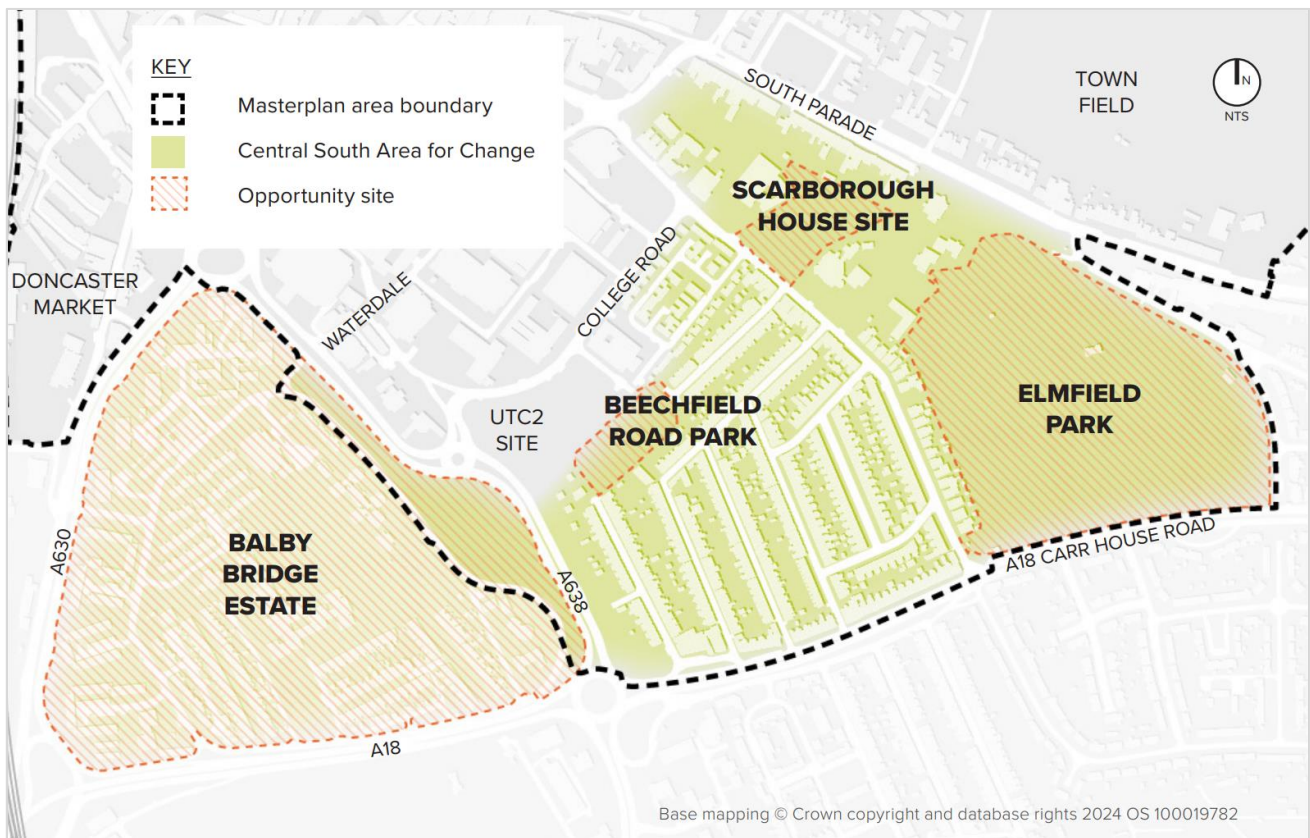 KEY
Masterplan area boundary
Central South Area for Change
Opportunity site
TOWN
FIELD
N
NTS
SOUTH PARADE
SCARBOROUGH
HOUSE SITE
DONCASTER
MARKET
WATERDALE
COLLEGE ROAD
BEECHFIELD
ROAD PARK
ELMFIELD
PARK
UTC2
SITE
A630
BALBY
BRIDGE
ESTATE
A638
A18 CARR HOUSE ROAD
A18
Base mapping © Crown copyright and database rights 2024 OS 100019782